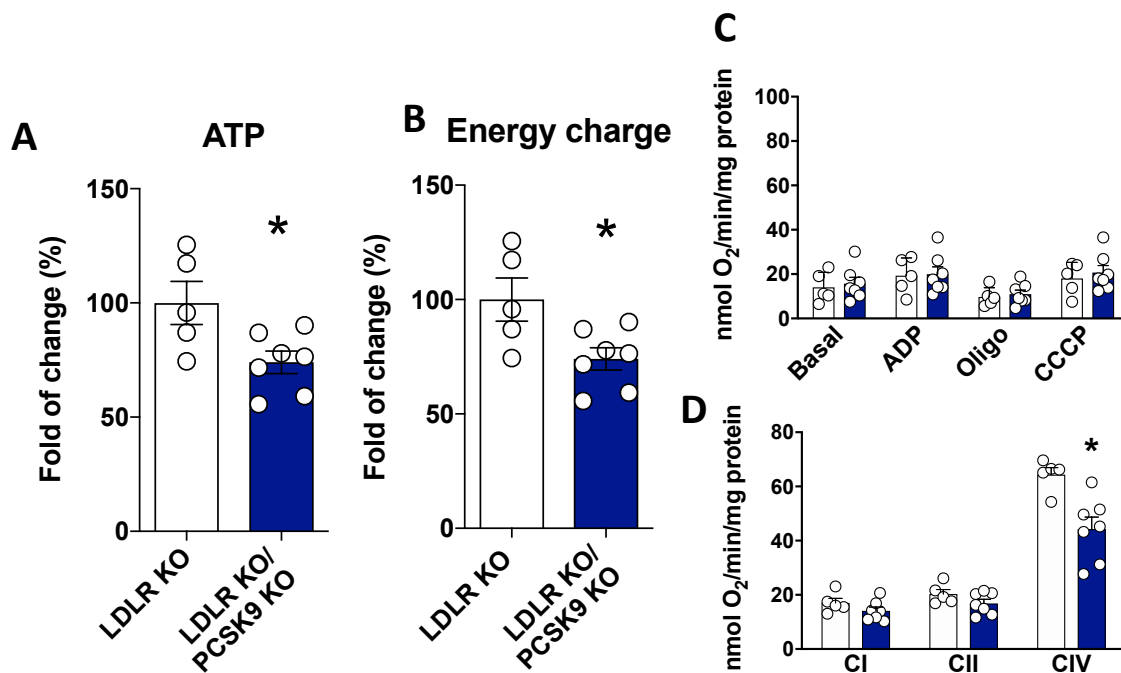 A
ATP
Fold of change (%)
150
100
50
0
*
LDLR KO
LDLR KO/
PCSK9 KO
B
Energy charge
Fold of change (%)
150
100
50
0
*
LDLR KO
LDLR KO/
PCSK9 KO
C
nmol O₂/min/mg protein
100
80
60
40
20
0
Basal
ADP
Oligo
CCCP
D
nmol O₂/min/mg protein
80
60
40
20
0
*
CI
CII
CIV